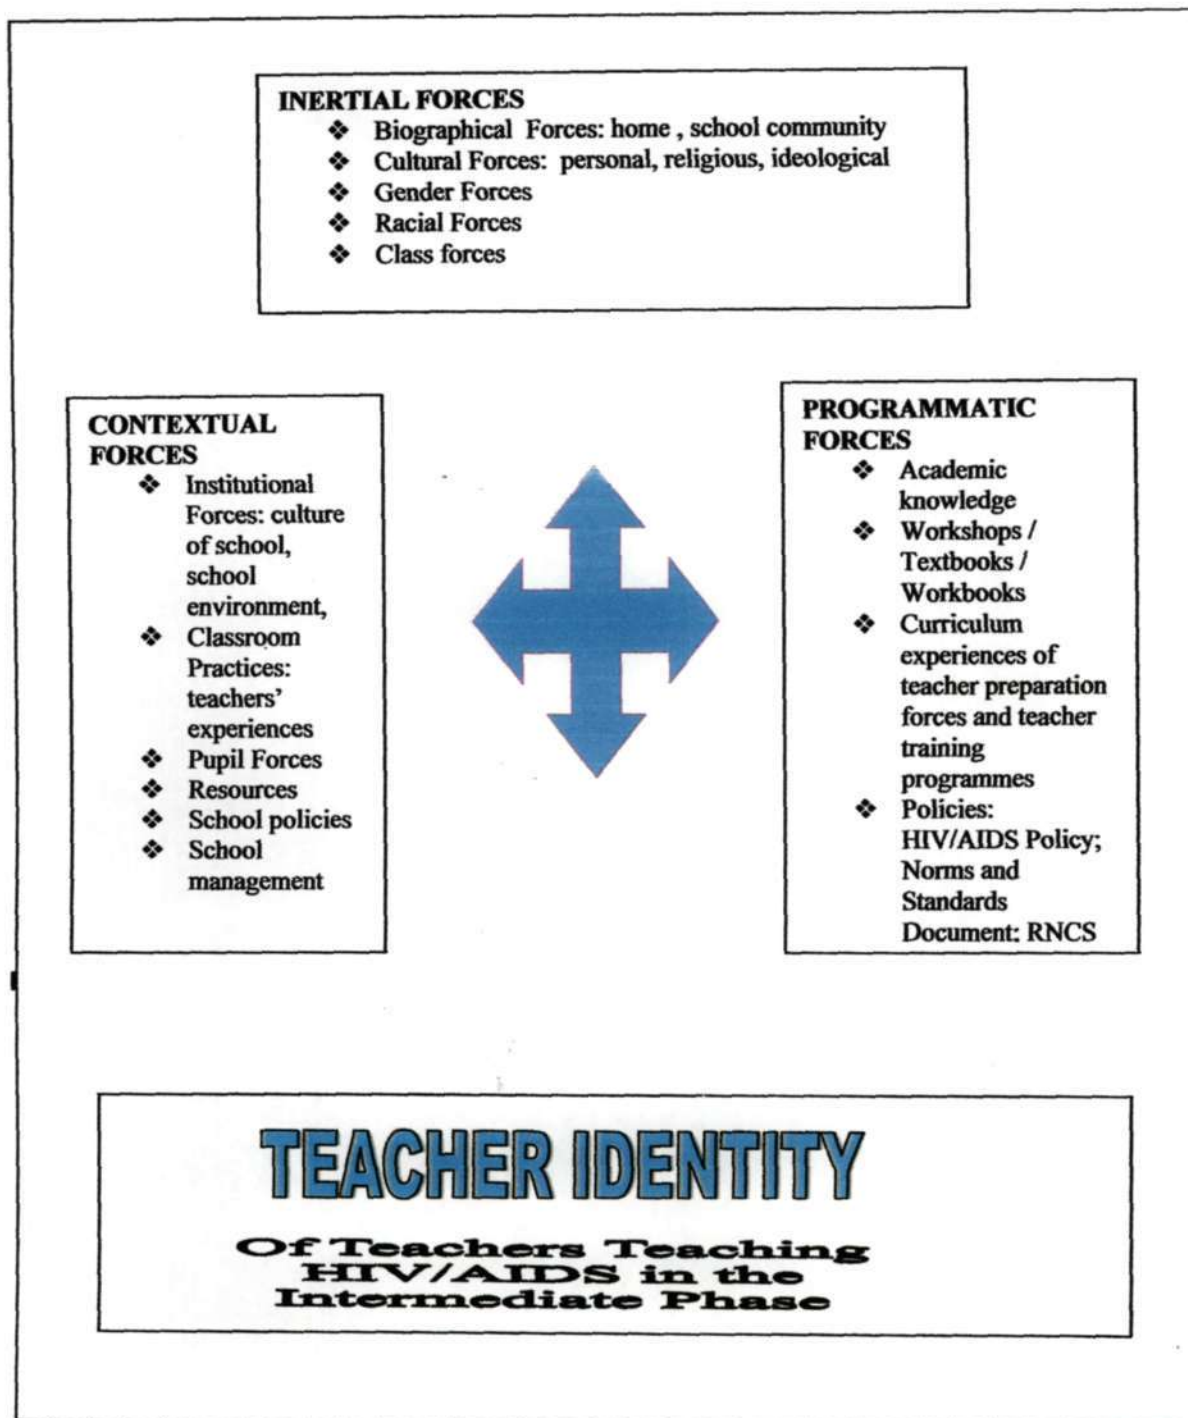 INERTIAL FORCES
❖ Biographical Forces: home , school community
❖ Cultural Forces: personal, religious, ideological
❖ Gender Forces
❖ Racial Forces
❖ Class forces
CONTEXTUAL
FORCES
❖ Institutional
Forces: culture
of school,
school
environment,
❖ Classroom
Practices:
teachers'
experiences
❖ Pupil Forces
❖ Resources
❖ School policies
❖ School
management
PROGRAMMATIC
FORCES
❖ Academic
knowledge
❖ Workshops /
Textbooks /
Workbooks
❖ Curriculum
experiences of
teacher preparation
forces and teacher
training
programmes
❖ Policies:
HIV/AIDS Policy;
Norms and
Standards
Document: RNCS
TEACHER IDENTITY
Of Teachers Teaching
HIV/AIDS in the
Intermediate Phase